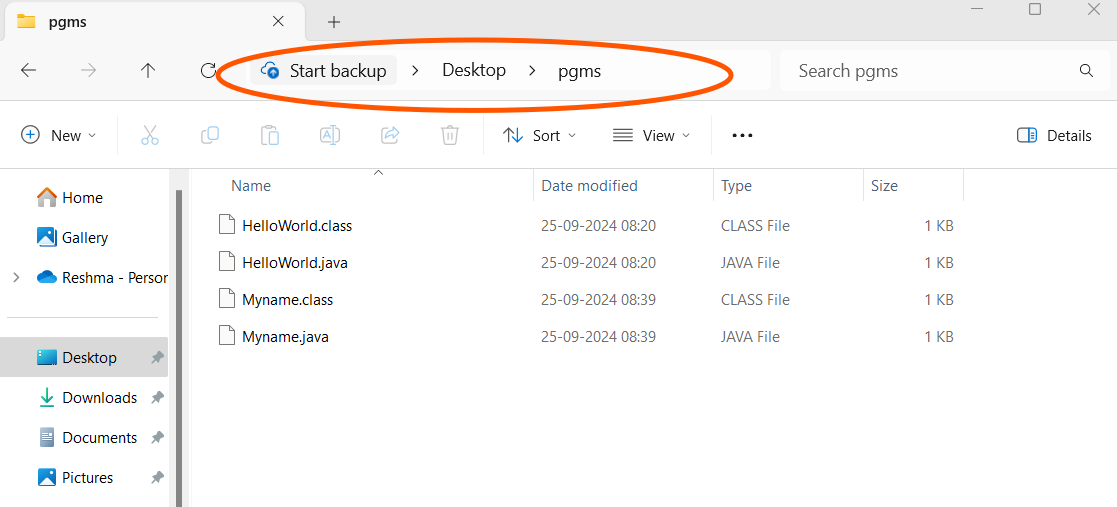 pgms
Start backup > Desktop > pgms
Search pgms
New
Sort
View
Details
Name Date modified Type Size
HelloWorld.class 25-09-2024 08:20 CLASS File 1 KB
HelloWorld.java 25-09-2024 08:20 JAVA File 1 KB
Myname.class 25-09-2024 08:39 CLASS File 1 KB
Myname.java 25-09-2024 08:39 JAVA File 1 KB
Home
Gallery
Reshma - Person
Desktop
Downloads
Documents
Pictures